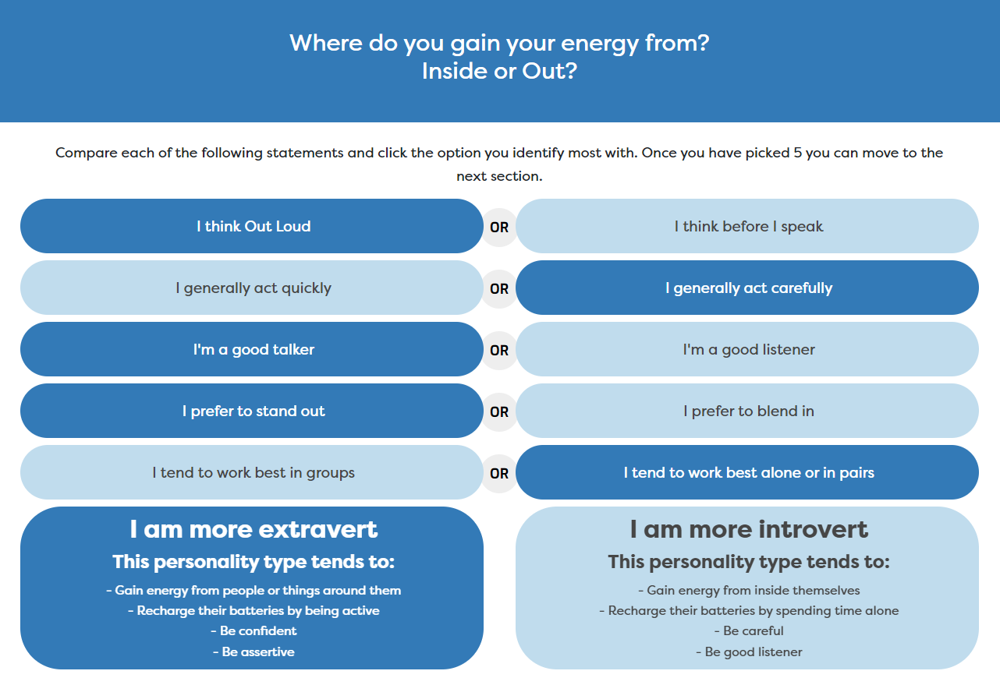 Where do you gain your energy from?
Inside or Out?
Compare each of the following statements and click the option you identify most with. Once you have picked 5 you can move to the
next section.
I think Out Loud
OR
I think before I speak
I generally act quickly
OR
I generally act carefully
I'm a good talker
OR
I'm a good listener
I prefer to stand out
OR
I prefer to blend in
I tend to work best in groups
OR
I tend to work best alone or in pairs
I am more extravert
This personality type tends to:
- Gain energy from people or things around them
- Recharge their batteries by being active
- Be confident
- Be assertive
I am more introvert
This personality type tends to:
- Gain energy from inside themselves
- Recharge their batteries by spending time alone
- Be careful
- Be good listener